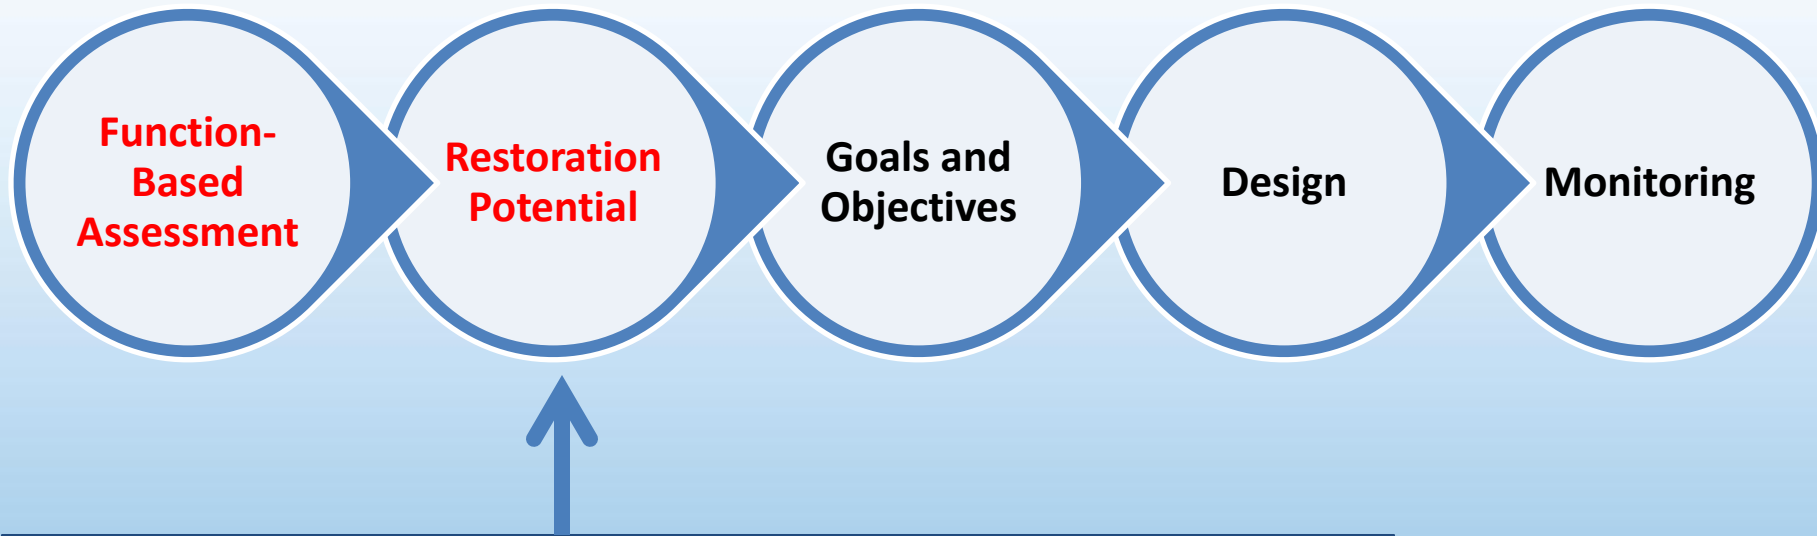 Function-
Based
Assessment
Restoration
Potential
Goals and
Objectives
Design
Monitoring